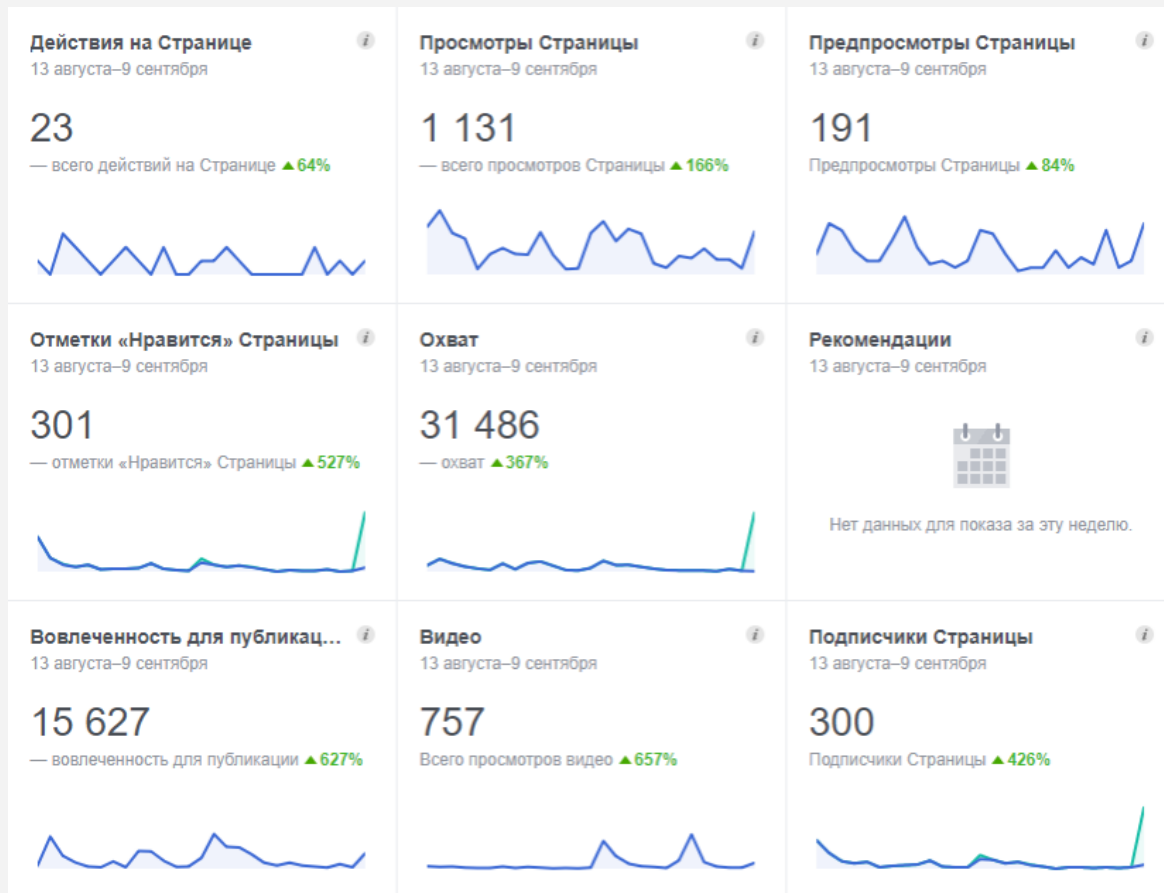 Действия на Странице
13 августа–9 сентября
23
— всего действий на Странице 64%
Просмотры Страницы
13 августа–9 сентября
1 131
— всего просмотров Страницы 166%
Предпросмотры Страницы
13 августа–9 сентября
191
Предпросмотры Страницы 84%
Отметки «Нравится» Страницы
13 августа–9 сентября
301
— отметки «Нравится» Страницы 527%
Охват
13 августа–9 сентября
31 486
— охват 367%
Рекомендации
13 августа–9 сентября
Нет данных для показа за эту неделю.
Вовлеченность для публикац...
13 августа–9 сентября
15 627
— вовлеченность для публикации 627%
Видео
13 августа–9 сентября
757
Всего просмотров видео 657%
Подписчики Страницы
13 августа–9 сентября
300
Подписчики Страницы 426%